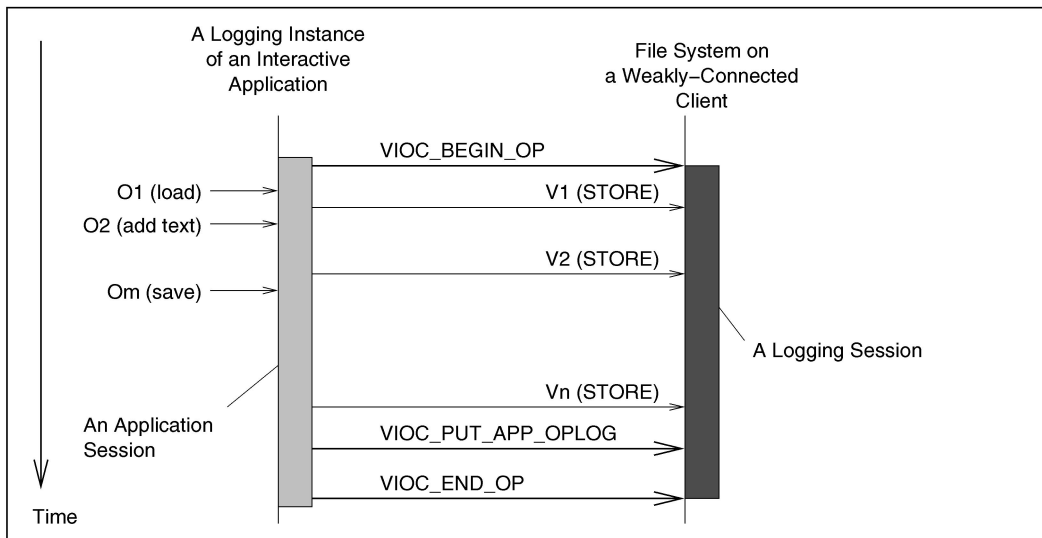 A Logging Instance
of an Interactive
Application
File System on
a Weakly–Connected
Client
VIOC_BEGIN_OP
O1 (load)
V1 (STORE)
O2 (add text)
V2 (STORE)
Om (save)
A Logging Session
Vn (STORE)
An Application
Session
VIOC_PUT_APP_OPLOG
VIOC_END_OP
Time